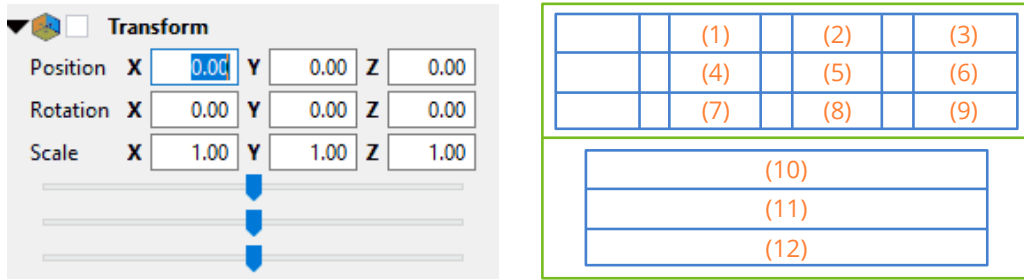 Transform
Position X 0.00 Y 0.00 Z 0.00
Rotation X 0.00 Y 0.00 Z 0.00
Scale X 1.00 Y 1.00 Z 1.00
(1) (2) (3)
(4) (5) (6)
(7) (8) (9)
(10)
(11)
(12)